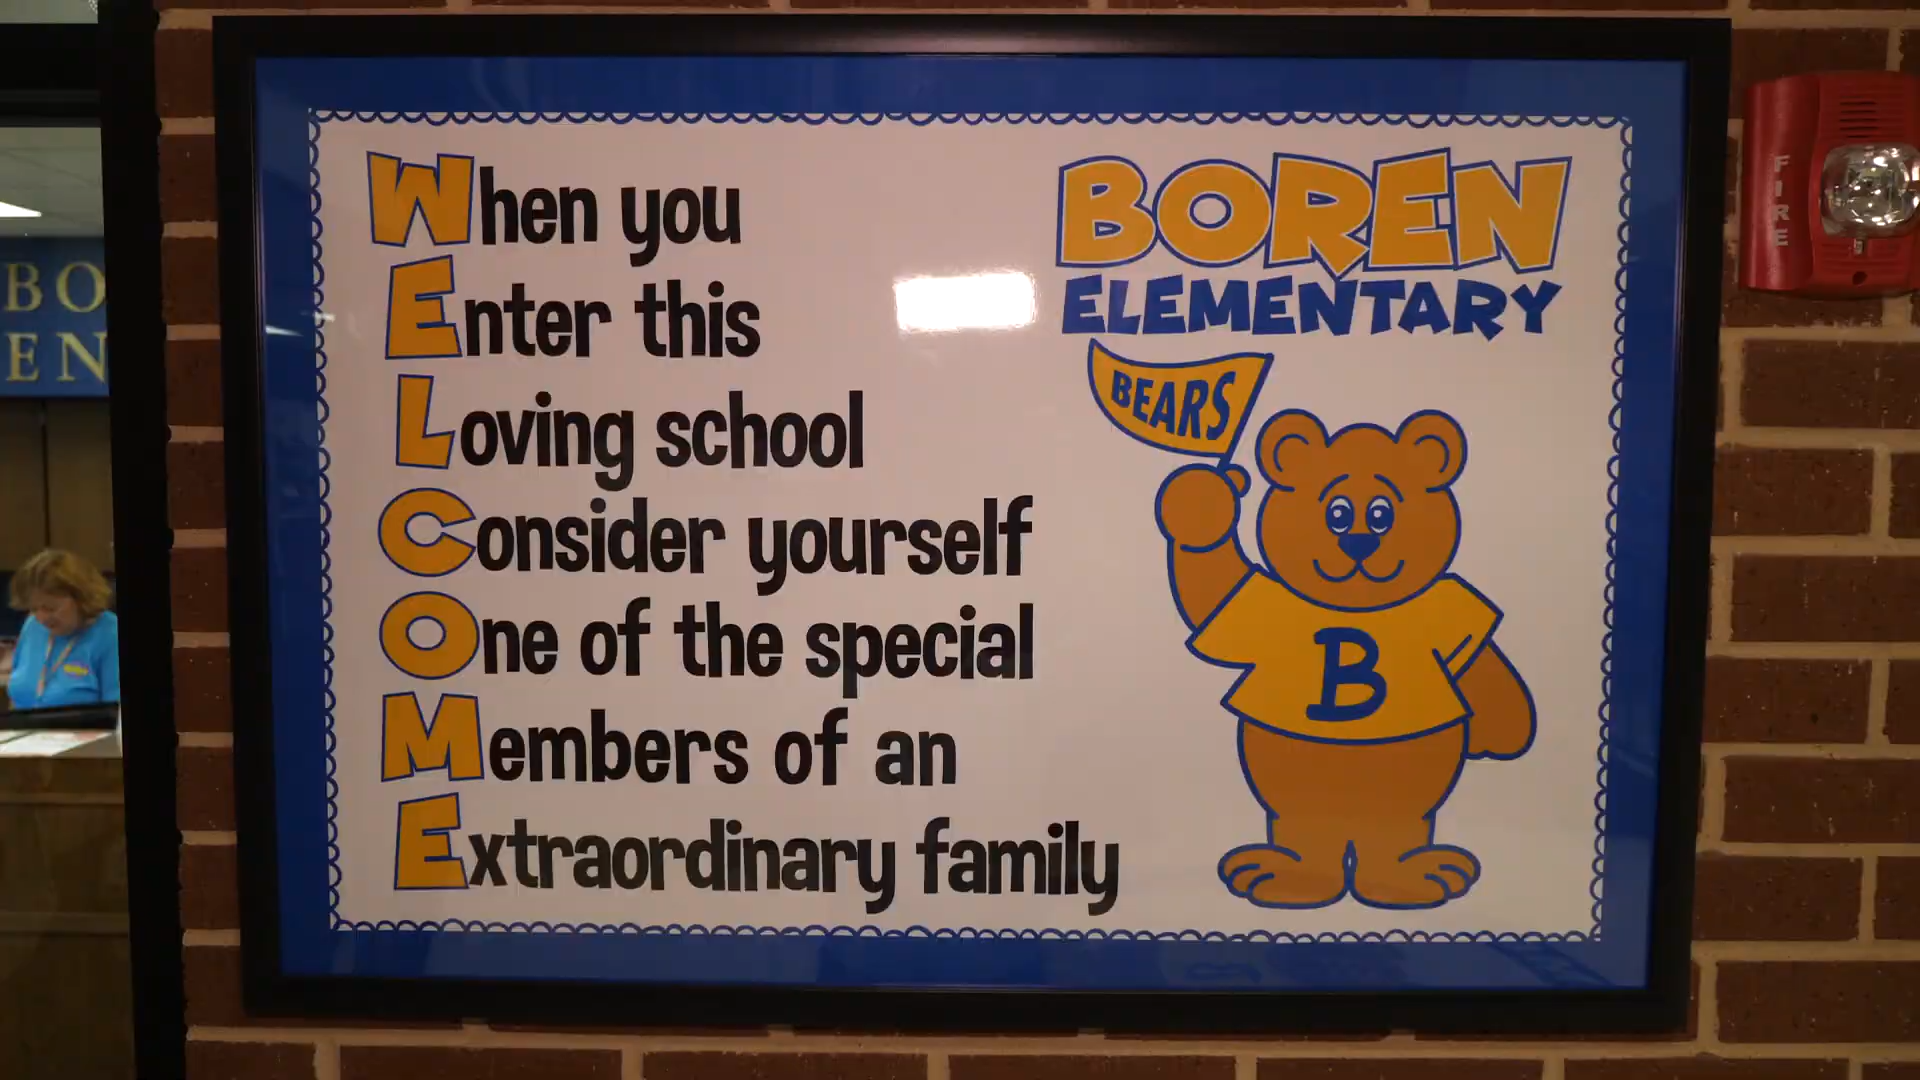 When you
Enter this
Loving school
Consider yourself
One of the special
Members of an
Extraordinary family
BOREN
ELEMENTARY
BEARS
B
FIRE
BO
EN